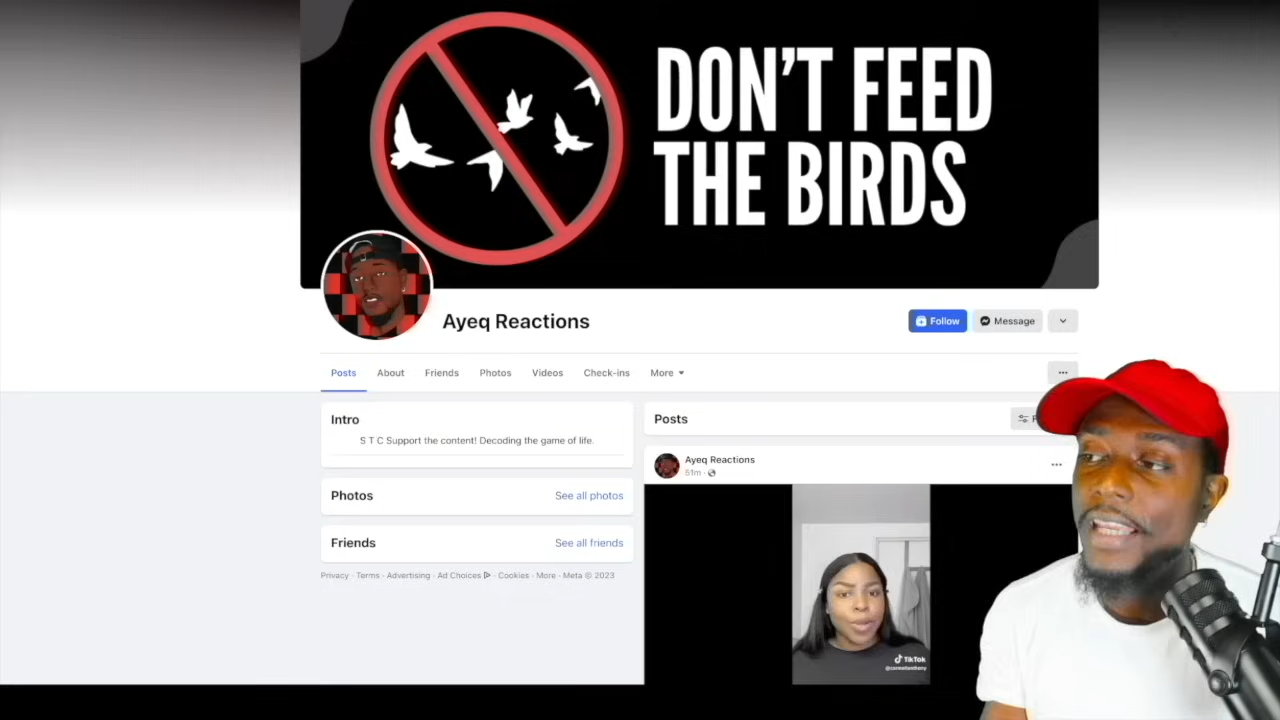 DON'T FEED
THE BIRDS
Ayeq Reactions
Follow
Message
Posts
About
Friends
Photos
Videos
Check-ins
More
Intro
S T C Support the content! Decoding the game of life.
Photos
See all photos
Friends
See all friends
Privacy · Terms · Advertising · Ad Choices · Cookies · More · Meta © 2023
Posts
Ayeq Reactions
51m ·
TikTok